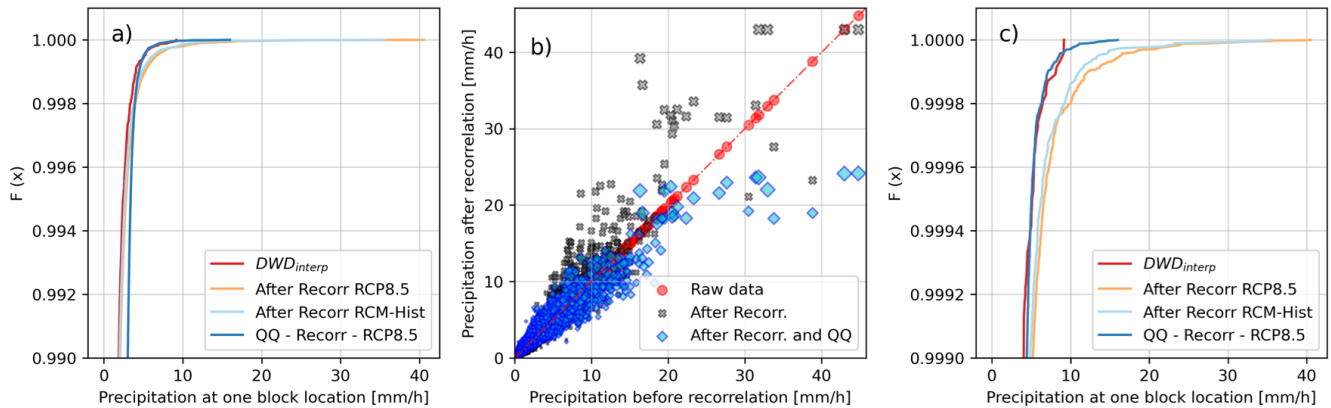 a)
1.000
0.998
0.996
0.994
0.992
0.990
F (x)
DWD_interp
After Recorr RCP8.5
After Recorr RCM-Hist
QQ - Recorr - RCP8.5
0 10 20 30 40
Precipitation at one block location [mm/h]
b)
40
30
20
10
0
Precipitation after recorrelation [mm/h]
Raw data
After Recorr.
After Recorr. and QQ
0 10 20 30 40
Precipitation before recorrelation [mm/h]
c)
1.0000
0.9998
0.9996
0.9994
0.9992
0.9990
F (x)
DWD_interp
After Recorr RCP8.5
After Recorr RCM-Hist
QQ - Recorr - RCP8.5
0 10 20 30 40
Precipitation at one block location [mm/h]